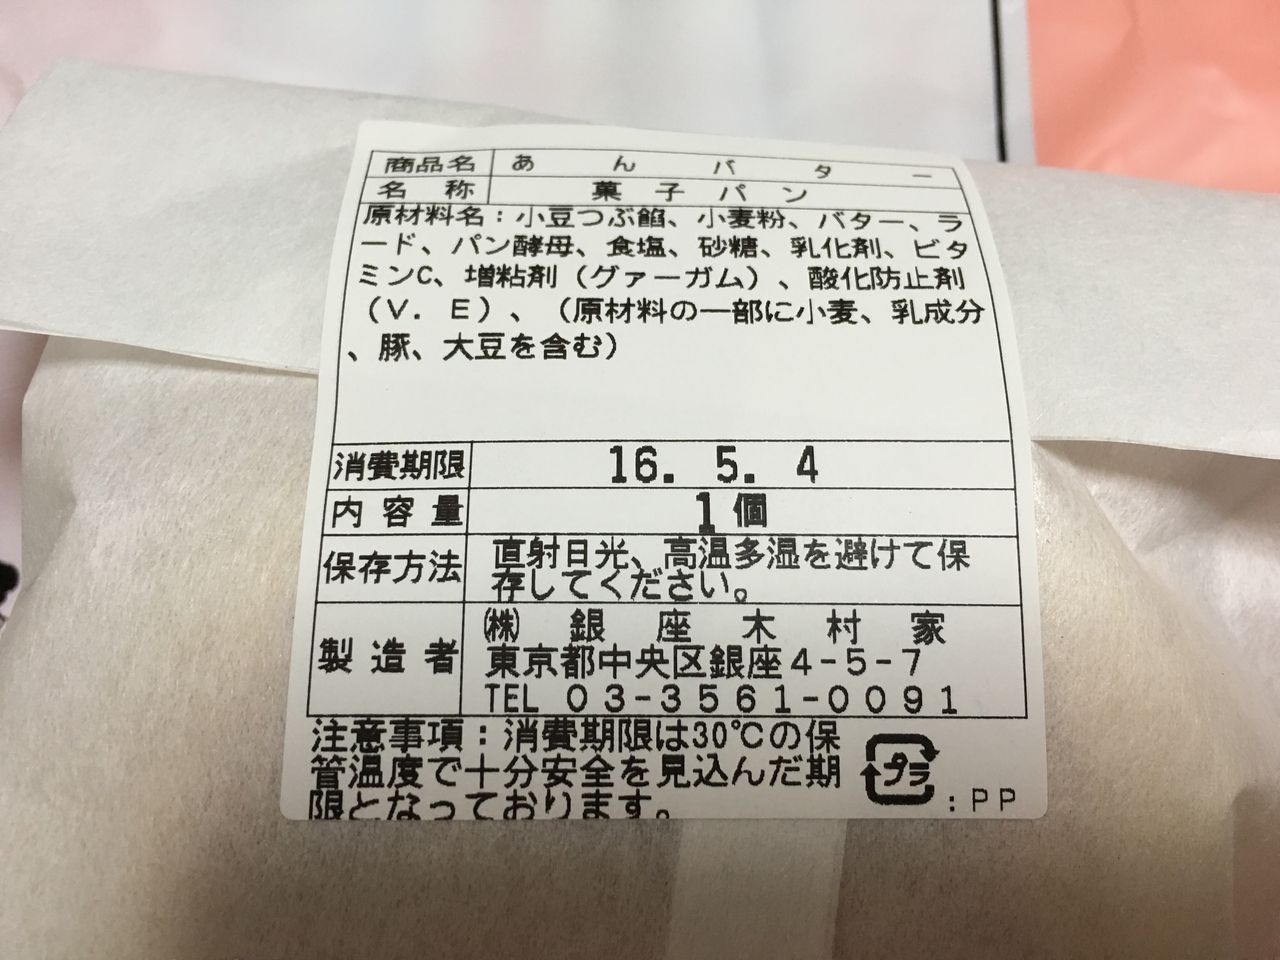 商品名 あんバター
名称 菓子パン
原材料名：小豆つぶ餡、小麦粉、バター、ラ
ード、パン酵母、食塩、砂糖、乳化剤、ビタ
ミンC、増粘剤（グァーガム）、酸化防止剤
（V．E）、（原材料の一部に小麦、乳成分
、豚、大豆を含む）
消費期限 16. 5. 4
内容量 1個
保存方法 直射日光、高温多湿を避けて保
存してください。
製造者 ㈱ 銀座木村家
東京都中央区銀座4-5-7
TEL 03-3561-0091
注意事項：消費期限は30℃の保
管温度で十分安全を見込んだ期
限となっております。
プラ
：PP